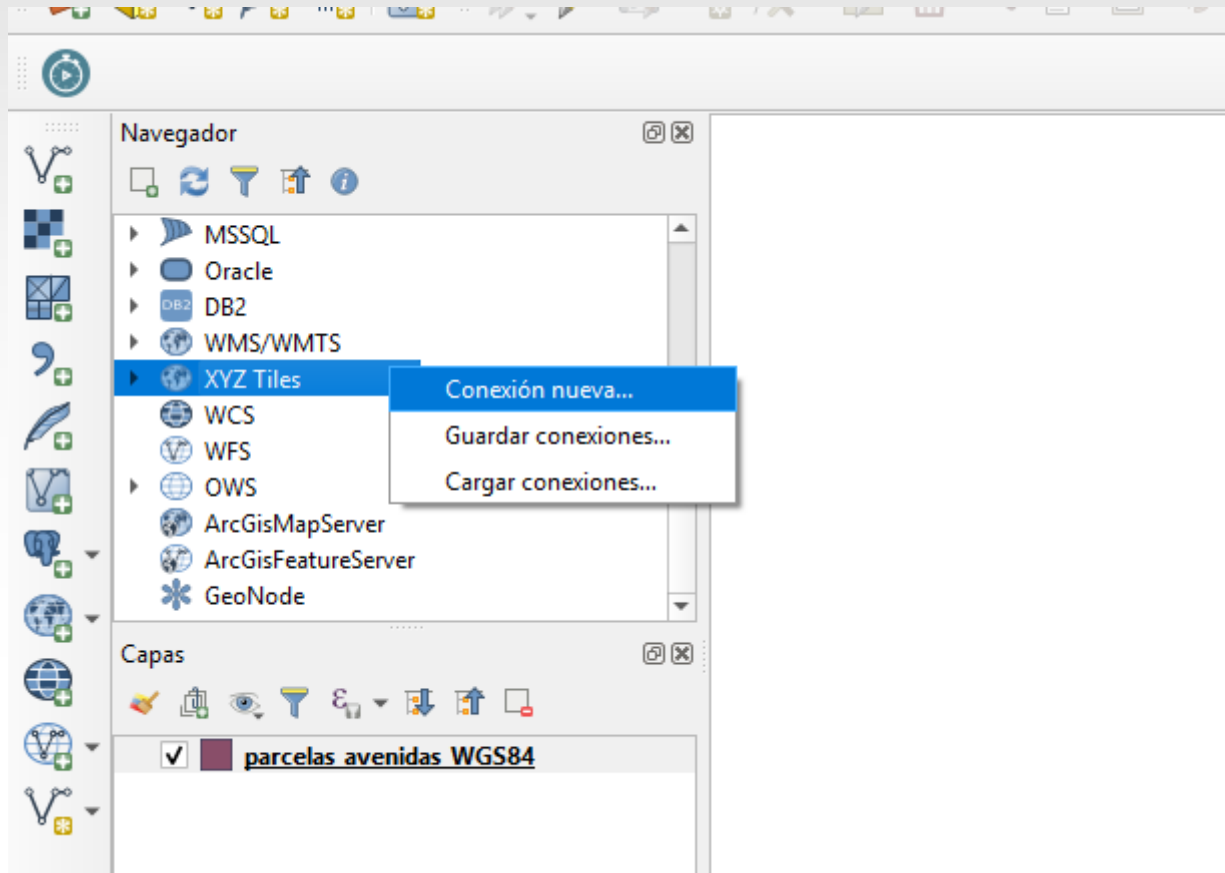 Navegador
MSSQL
Oracle
DB2 DB2
WMS/WMTS
XYZ Tiles
Conexión nueva...
WCS
Guardar conexiones...
WFS
OWS
Cargar conexiones...
ArcGisMapServer
ArcGisFeatureServer
GeoNode
Capas
parcelas avenidas WGS84